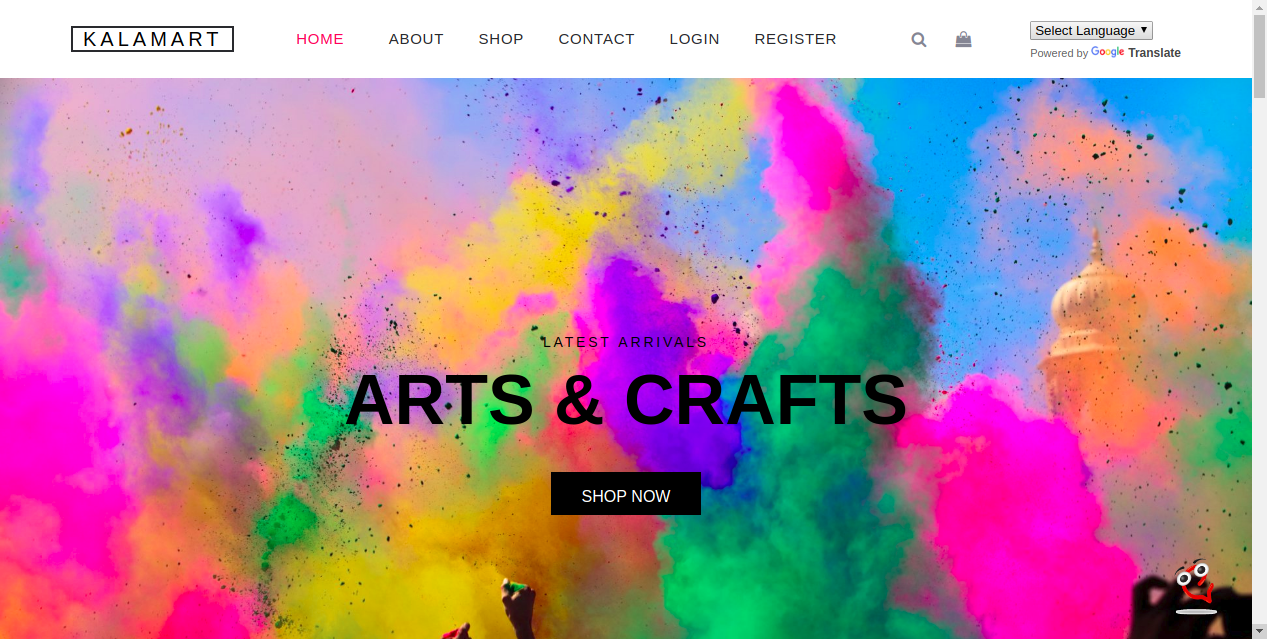 KALAMART
HOME ABOUT SHOP CONTACT LOGIN REGISTER
Select Language
Powered by Google Translate
LATEST ARRIVALS
ARTS & CRAFTS
SHOP NOW